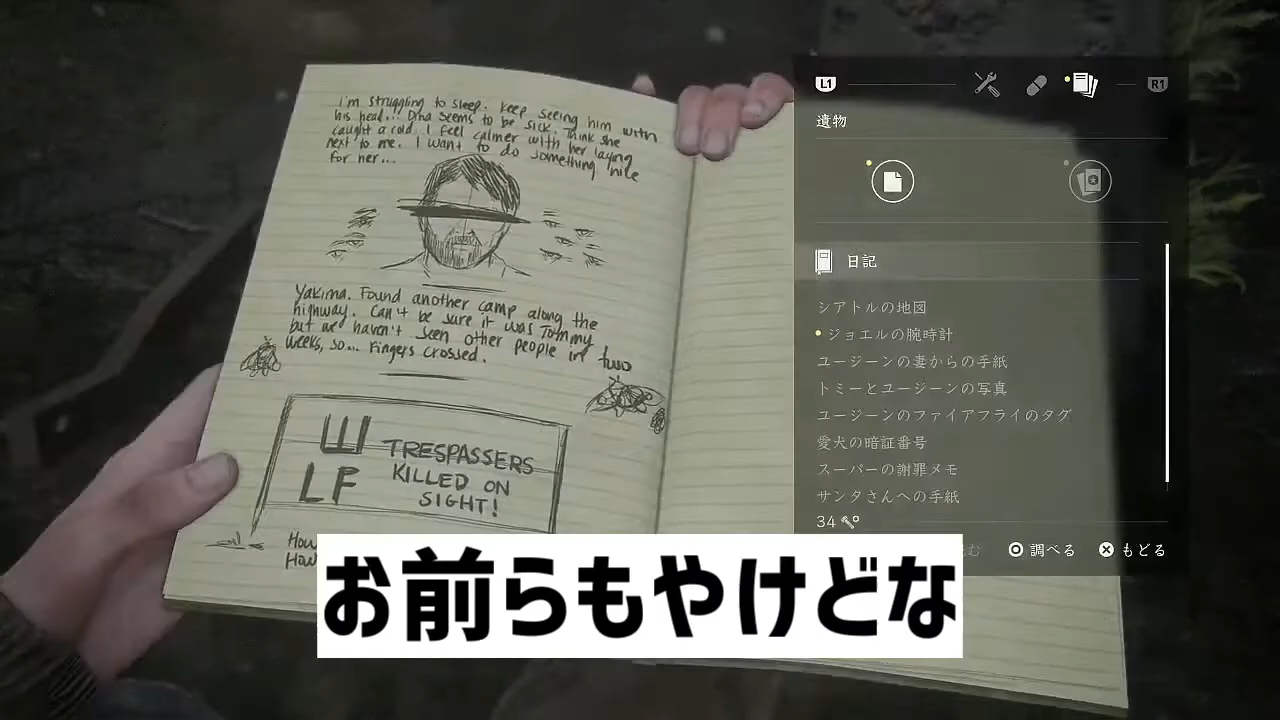 I'm struggling to sleep. Keep seeing him with
his head... Dina seems to be sick. Think she
caught a cold. I feel calmer with her laying
next to me. I want to do something nice
for her...
Yakima. Found another camp along the
highway. Can't be sure it was Tommy
but we haven't seen other people in two
weeks, so... Fingers crossed.
W TRESPASSERS
LF KILLED ON
SIGHT!
How
How
L1
R1
遺物
日記
シアトルの地図
ジョエルの腕時計
ユージーンの妻からの手紙
トミーとユージーンの写真
ユージーンのファイアフライのタグ
愛犬の暗証番号
スーパーの謝罪メモ
サンタさんへの手紙
34
む 調べる もどる
お前らもやけどな